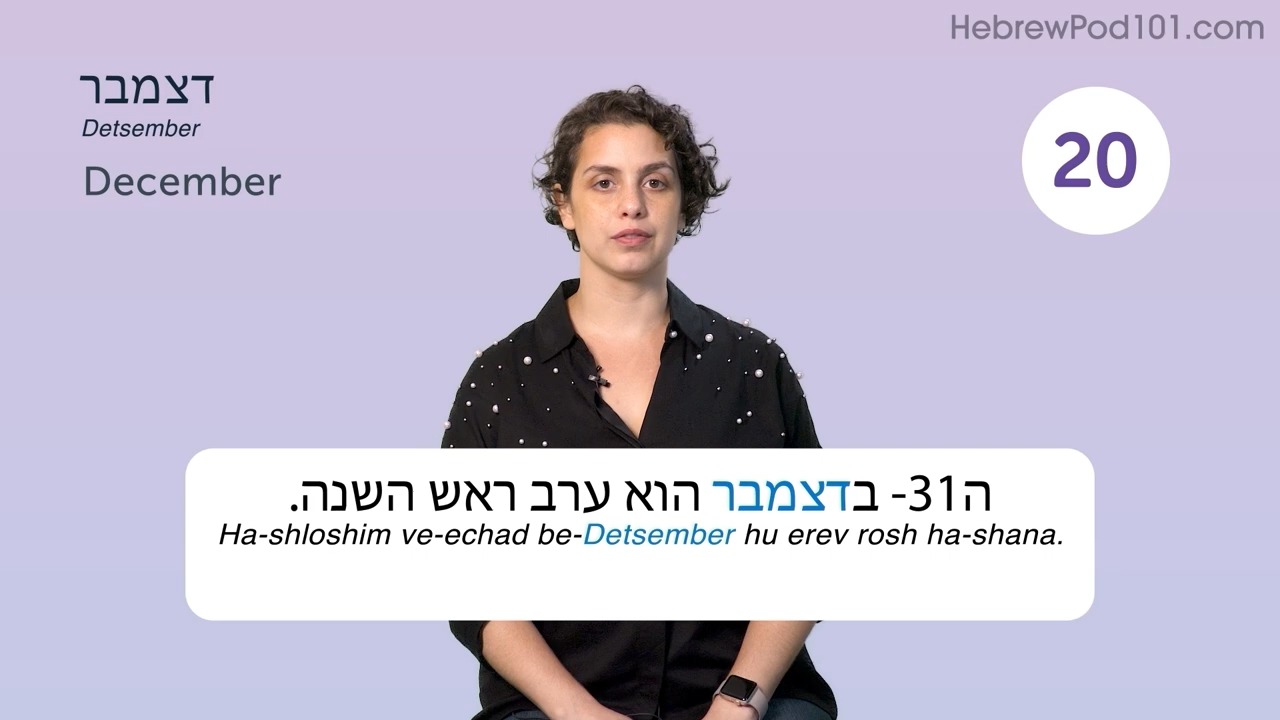 HebrewPod101.com
דצמבר
Detsember
December
20
ה31- בדצמבר הוא ערב ראש השנה.
Ha-shloshim ve-echad be-Detsember hu erev rosh ha-shana.